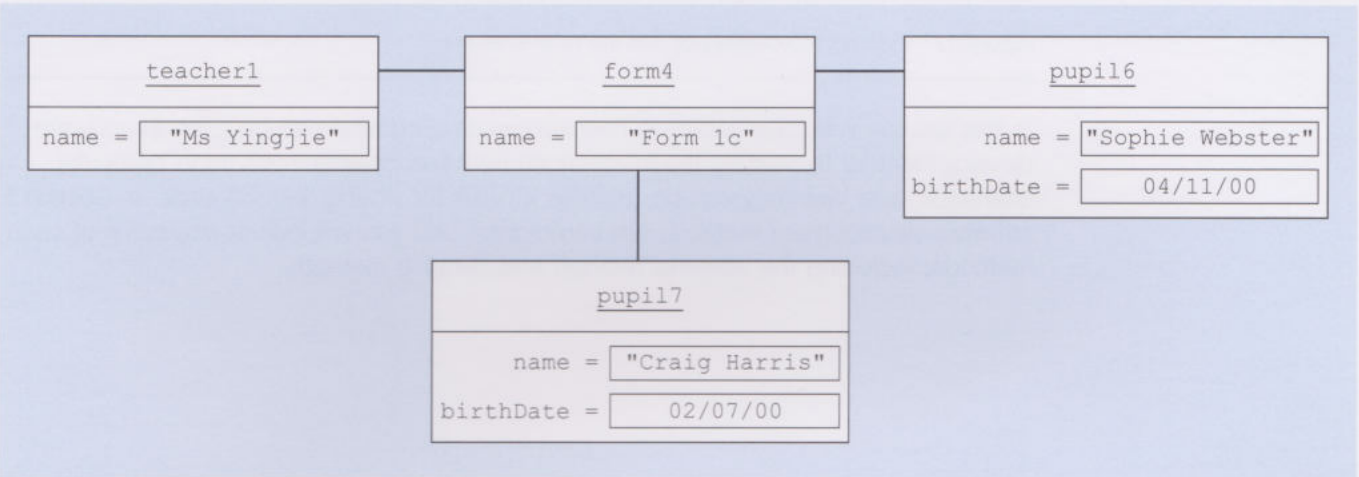 teacher1
name = "Ms Yingjie"
form4
name = "Form 1c"
pupil6
name = "Sophie Webster"
birthDate = 04/11/00
pupil7
name = "Craig Harris"
birthDate = 02/07/00